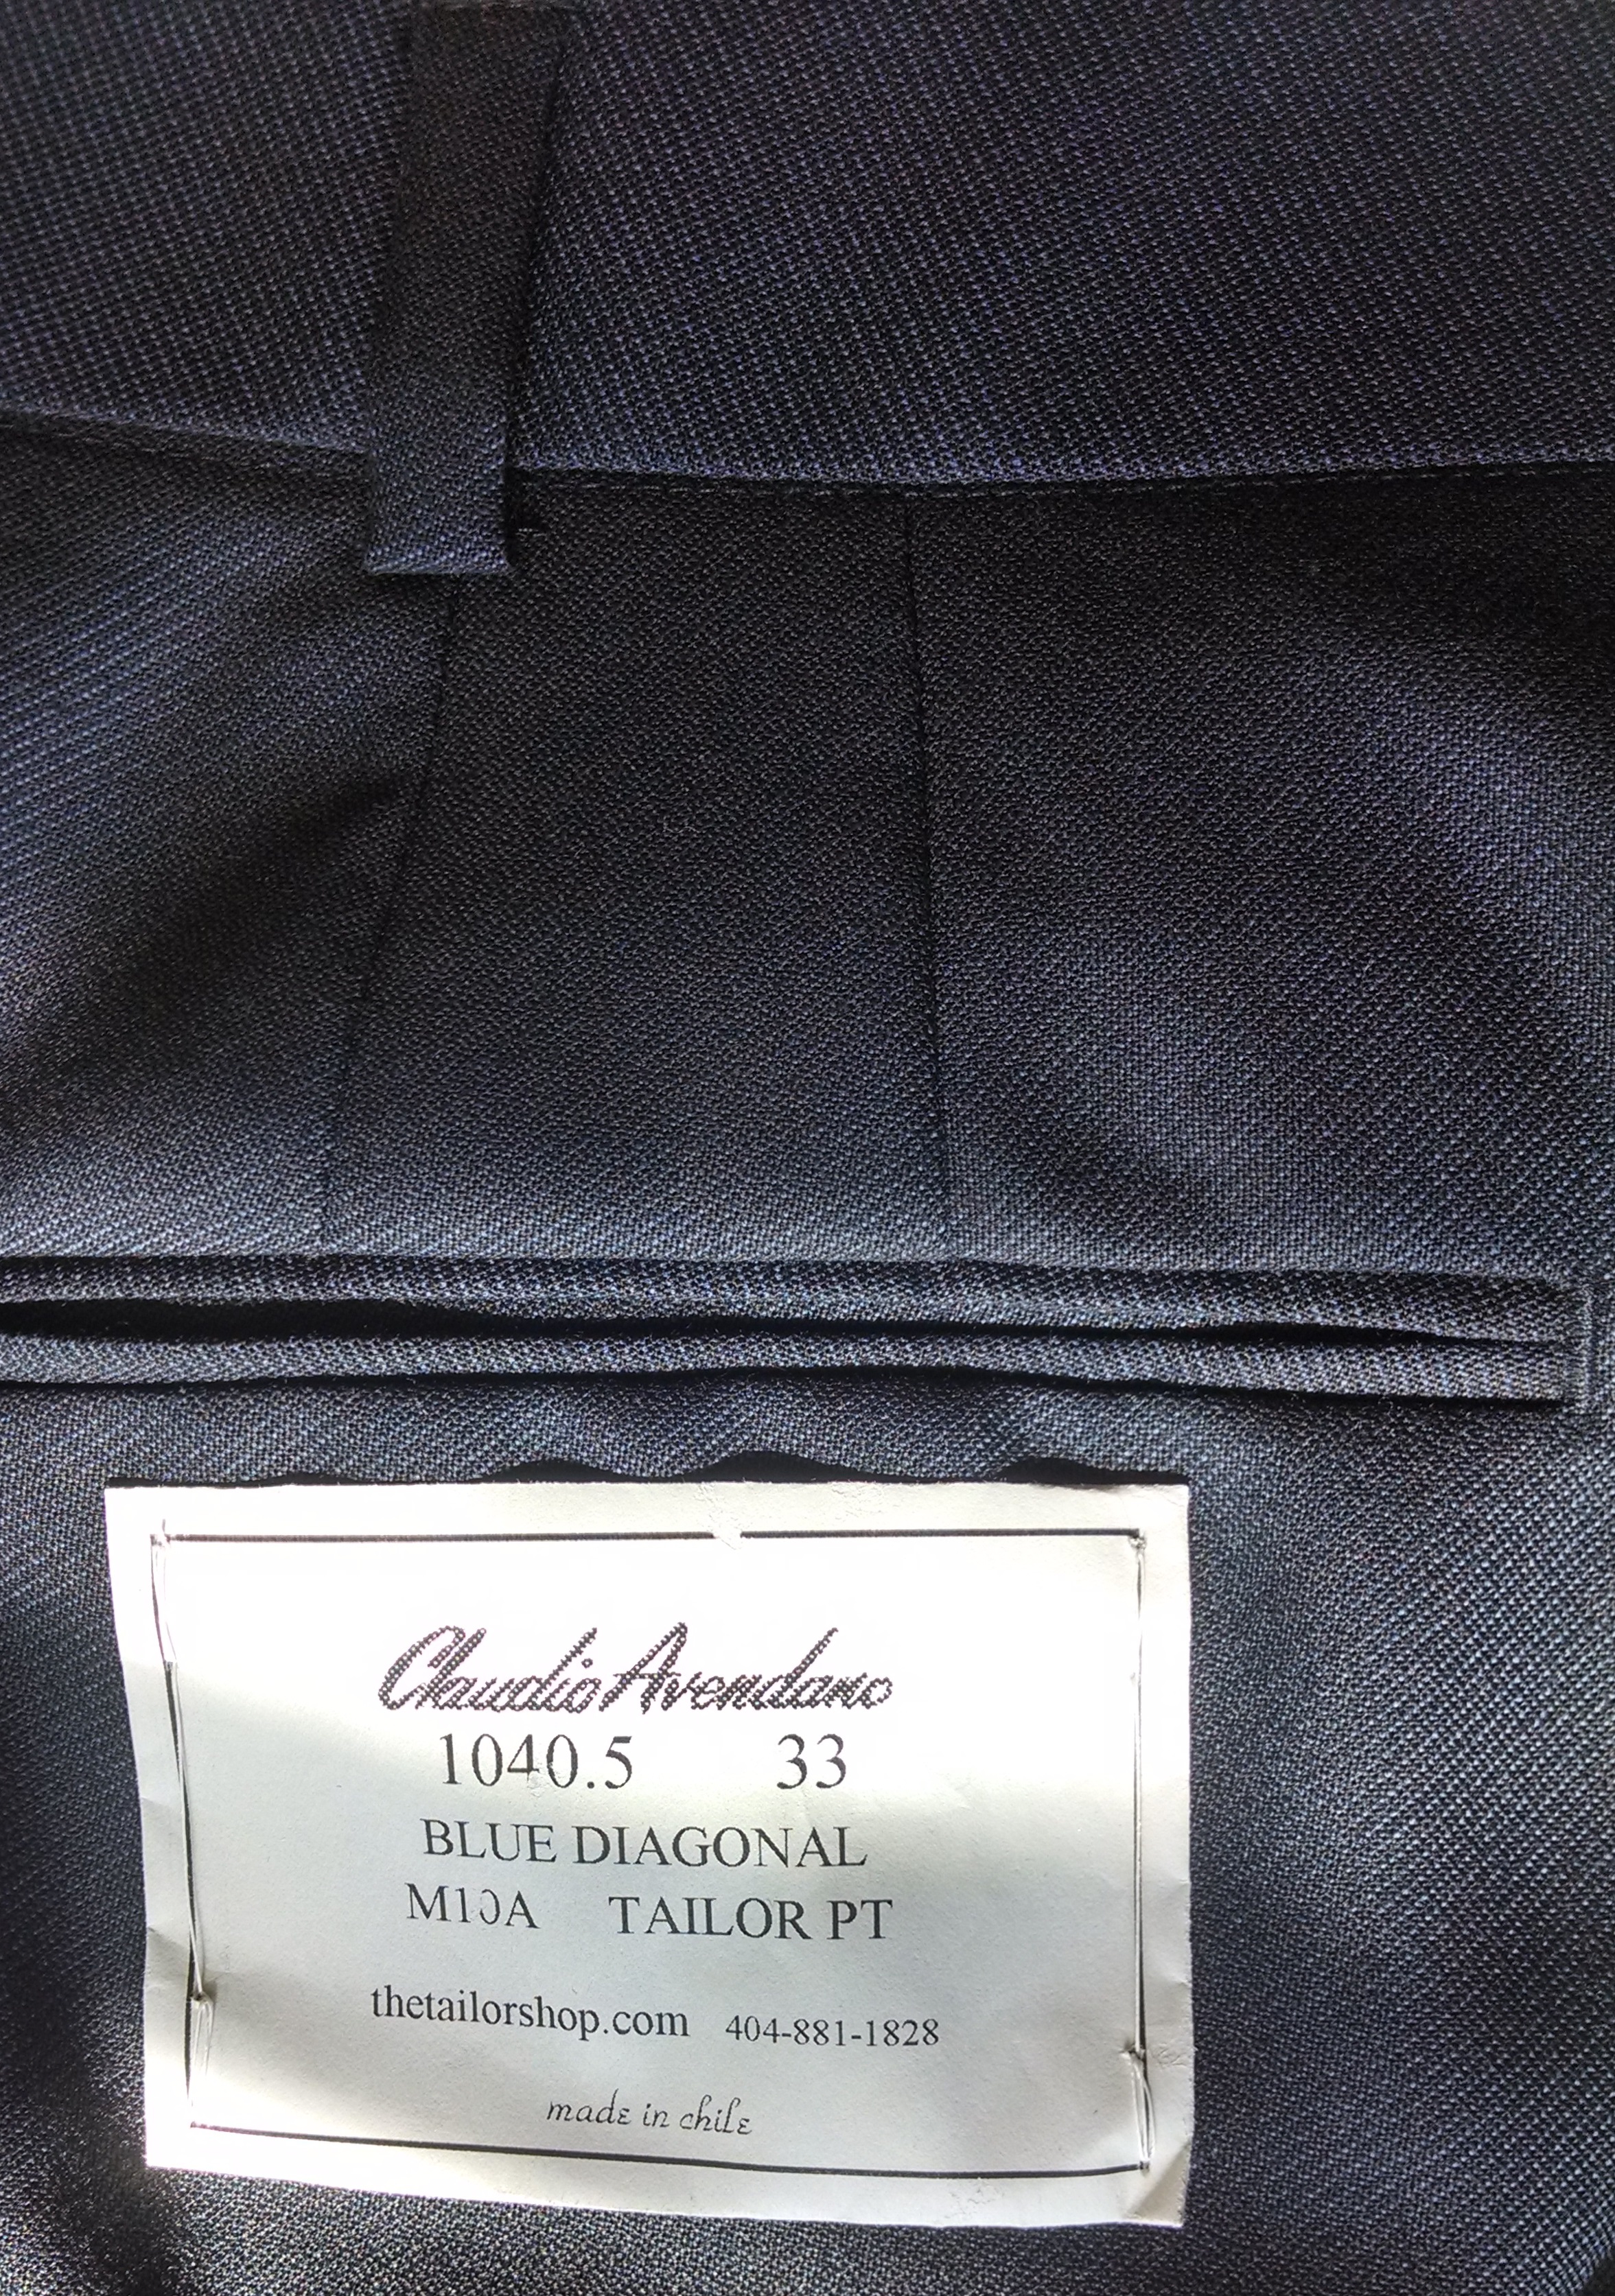 Claudio Avendano
1040.5 33
BLUE DIAGONAL
M10A TAILOR PT
thetailorshop.com 404-881-1828
made in chile